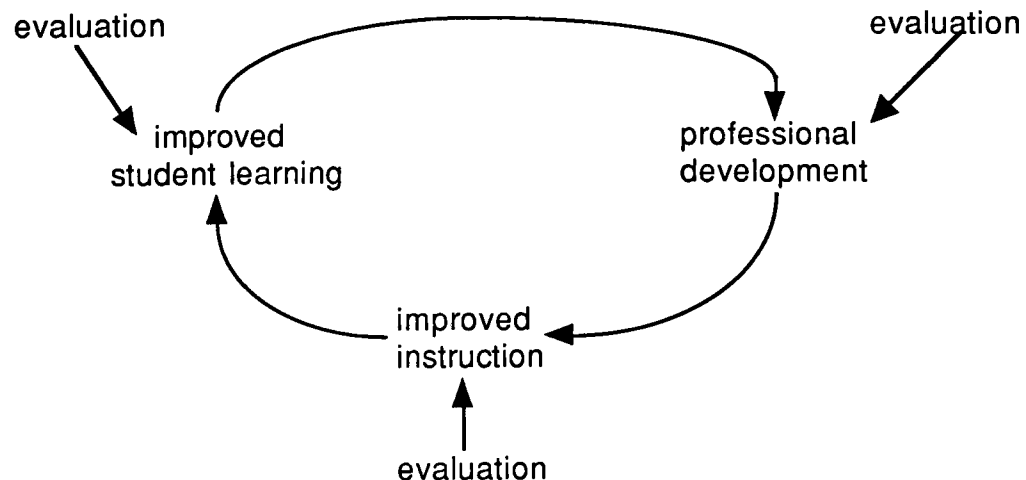 evaluation
evaluation
improved
student learning
professional
development
improved
instruction
evaluation